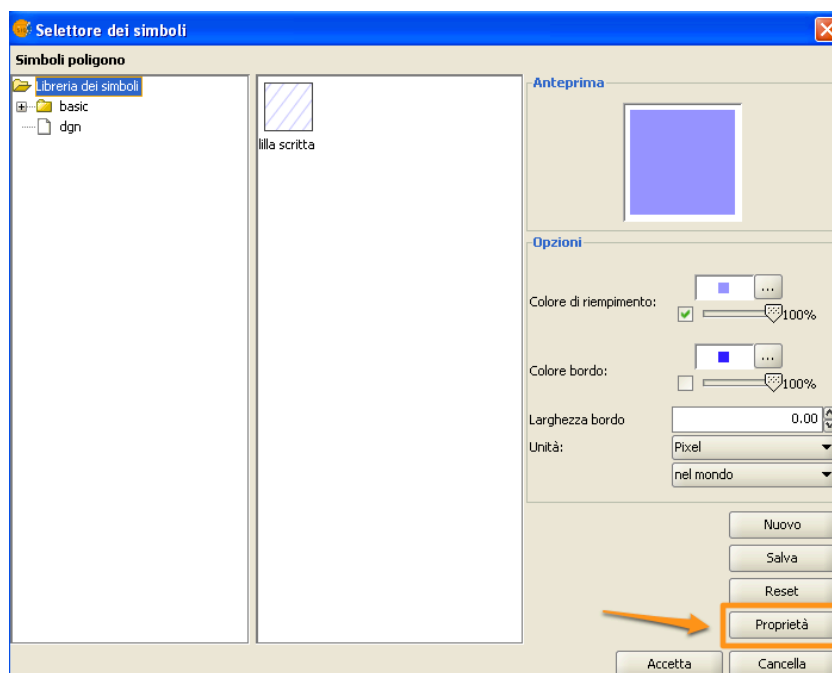 Selettore dei simboli
Simboli poligono
Libreria dei simboli
basic
dgn
lilla scritta
Anteprima
Opzioni
Colore di riempimento:
...
100%
Colore bordo:
...
100%
Larghezza bordo
0.00
Unità:
Pixel
nel mondo
Nuovo
Salva
Reset
Proprietà
Accetta
Cancella